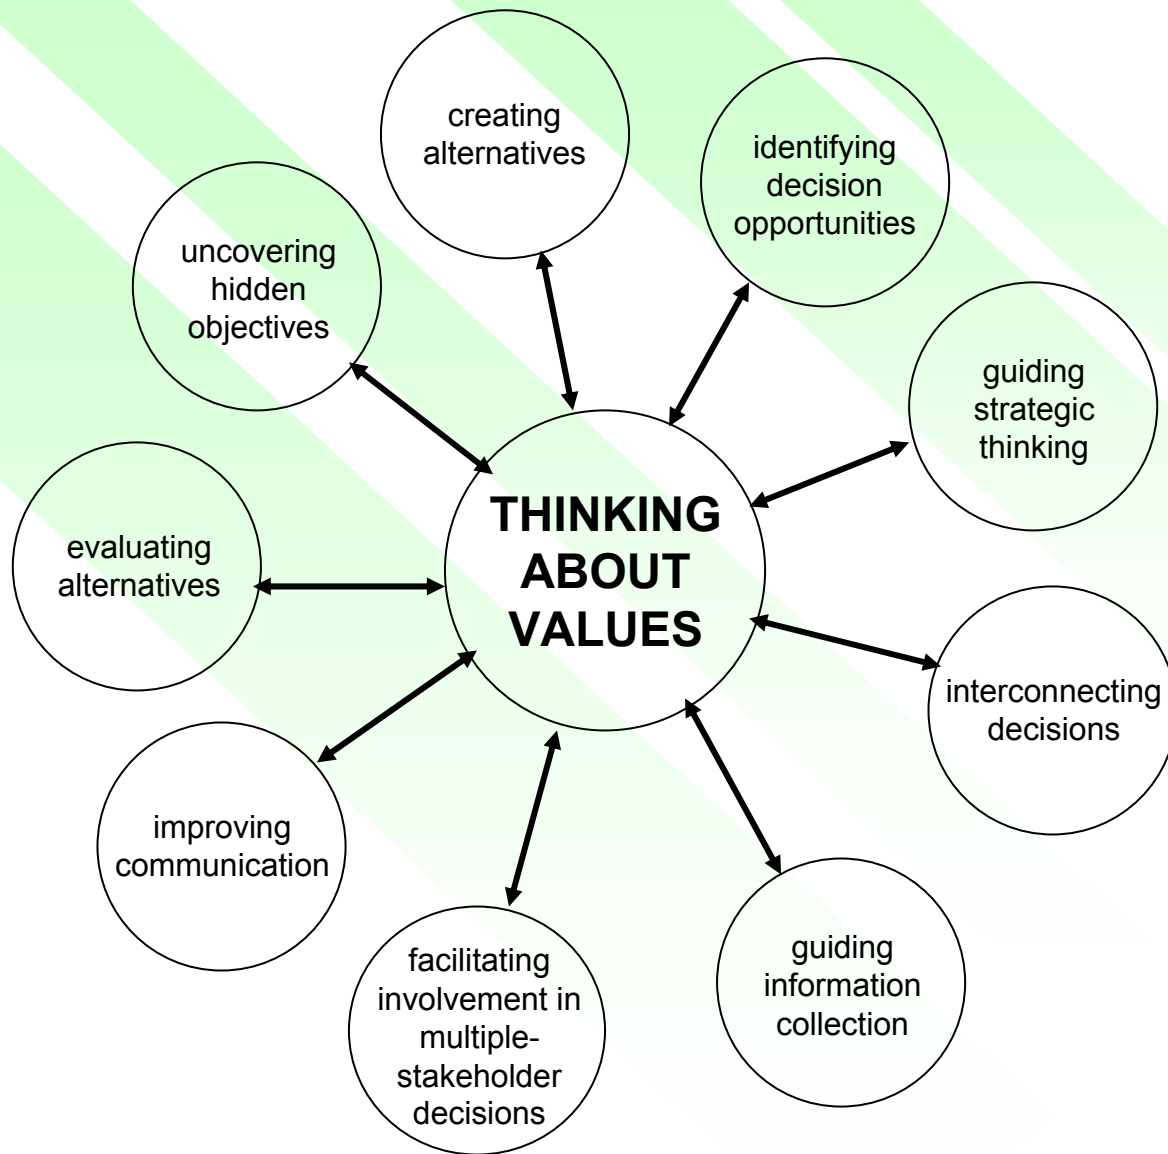 creating
alternatives
identifying
decision
opportunities
uncovering
hidden
objectives
guiding
strategic
thinking
THINKING
ABOUT
VALUES
evaluating
alternatives
interconnecting
decisions
improving
communication
guiding
information
collection
facilitating
involvement in
multiple-
stakeholder
decisions